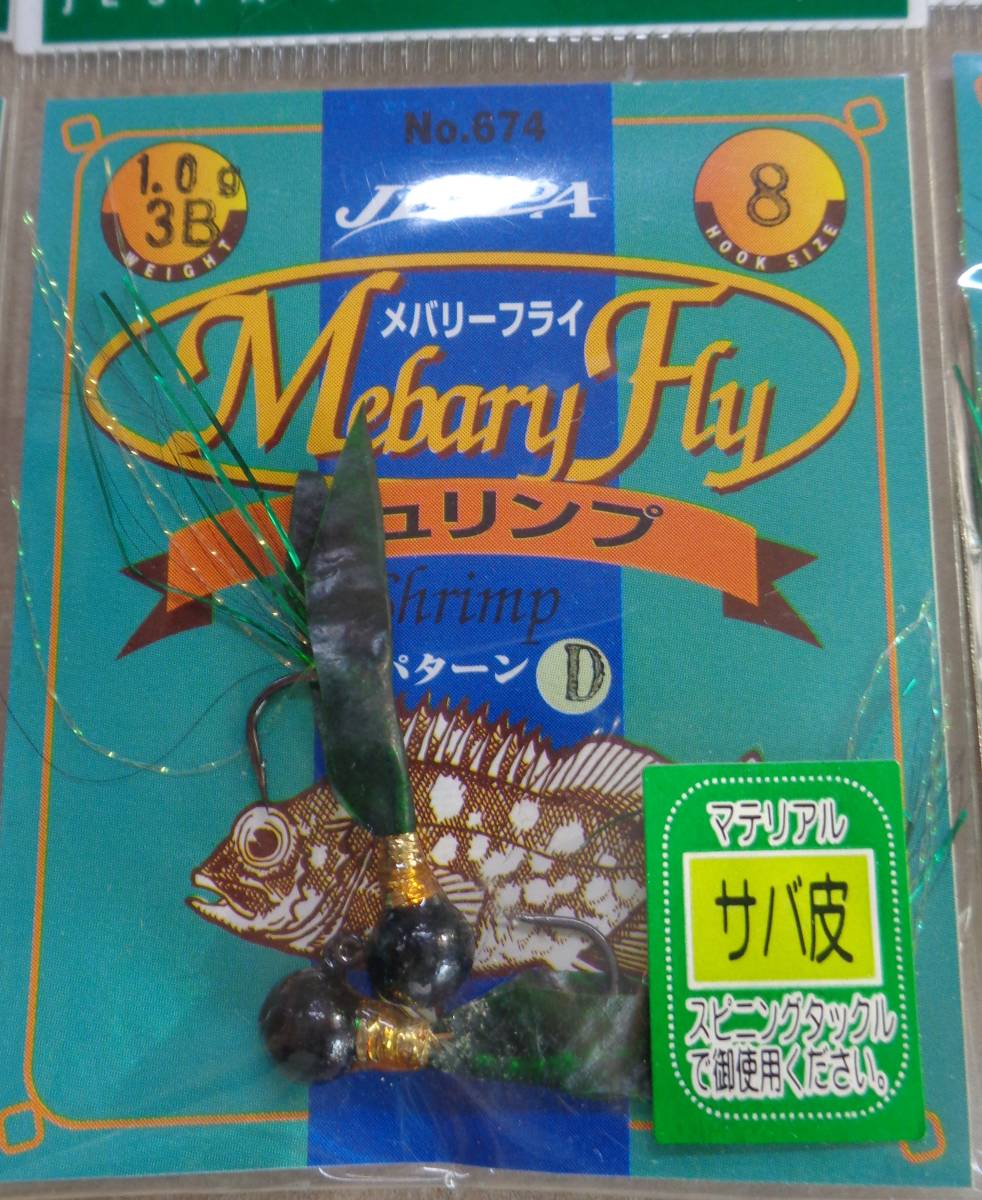 No.674
1.0g
3B
WEIGHT
8
HOOK SIZE
メバリーフライ
Mebary Fly
ュリンプ
Shrimp
パターン D
マテリアル
サバ皮
スピニングタックル
で御使用ください。